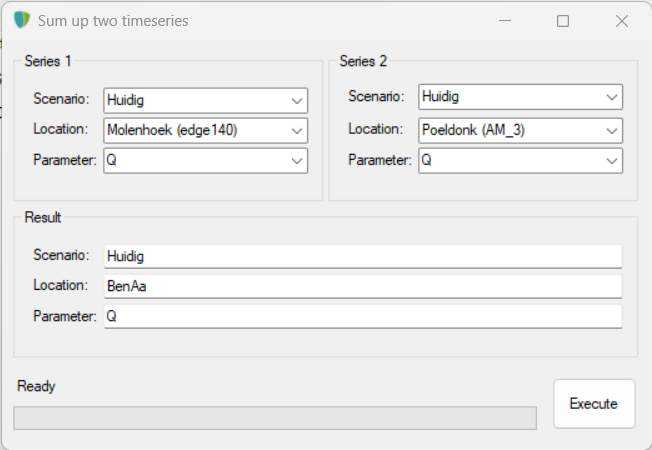 Sum up two timeseries
Series 1
Scenario: Huidig
Location: Molenhoek (edge140)
Parameter: Q
Series 2
Scenario: Huidig
Location: Poeldonk (AM_3)
Parameter: Q
Result
Scenario: Huidig
Location: BenAa
Parameter: Q
Ready
Execute